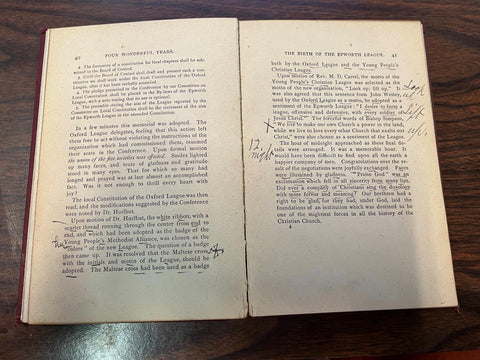 40 FOUR WONDERFUL YEARS.
2. The formation of a constitution for local chapters shall be submitted to the Board of Control.
3. Until the Board of Control shall draft and present such a constitution we shall work under the local Constitution of the Oxford League, after it has been verbally amended.
4. The pledge presented to the Conference by our Committee on Local Constitution shall be placed in the By-laws of the Epworth League, with a note stating that its use is optional.
5. The preamble stating the aim of the League reported by the Committee on Local Constitution shall be the statement of the aim of the Epworth League in the amended Constitution.
In a few minutes this memorial was adopted. The
Oxford League delegates, feeling that this action left
them free to act without violating the instructions of the
organization which had commissioned them, resumed
their seats in the Conference. Upon formal motion
the union of the five societies was effected. Smiles lighted
up many faces, and tears of gladness and gratitude
stood in many eyes. That for which so many had
longed and prayed was at last almost an accomplished
fact. Was it not enough to thrill every heart with
joy?
The local Constitution of the Oxford League was then
read, and the modifications suggested by the Conference
were noted by Dr. Hurlbut.
Upon motion of Dr. Hurlbut, the white ribbon, with a
scarlet thread running through the center from end to
end, and which had been adopted as the badge of the
Young People's Methodist Alliance, was chosen as the
"colors" of the new League. The question of a badge
then came up. It was resolved that the Maltese cross,
with the initials and motto of the League, should be
adopted. The Maltese cross had been used as a badge
THE BIRTH OF THE EPWORTH LEAGUE. 41
both by the Oxford League and the Young People's
Christian League.
Upon motion of Rev. M. D. Carrel, the motto of the
Young People's Christian League was selected as the
motto of the new organization, "Look up; lift up." It
was also agreed that this sentence from John Wesley,
used by the Oxford League as a motto, be adopted as a
sentiment of the Epworth League: "I desire to form a
league, offensive and defensive, with every soldier of
Jesus Christ." The forceful words of Bishop Simpson,
"We live to make our own Church a power in the land,
while we live to love every other Church that exalts our
Christ," were also chosen as a sentiment of the League.
The hour of midnight approached as these final details
were arranged. It was a memorable hour. It
would have been difficult to find upon all the earth a
happier company of men. Congratulations over the result
of the negotiations were joyfully exchanged. Faces
were illumined by gladness. "Praise God" was an
exclamation which fell in all sincerity from many lips.
Did ever a company of Christians sing the doxology
with more fervor and meaning? Our brethren had a
right to be glad, for they had, under God, laid the
foundations of an institution which was destined to be
one of the mightiest forces in all the history of the
Christian Church.
4
12
night